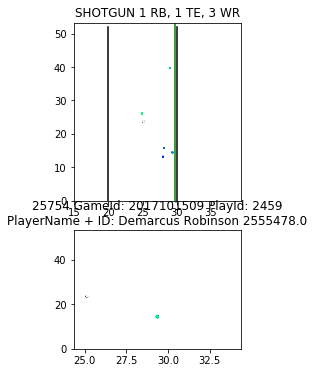 SHOTGUN 1 RB, 1 TE, 3 WR
50
40
30
20
10
0
15 20 25 30 35
25754 GameId: 2017101509 PlayId: 2459
PlayerName + ID: Demarcus Robinson 2555478.0
40
20
0
25.0 27.5 30.0 32.5